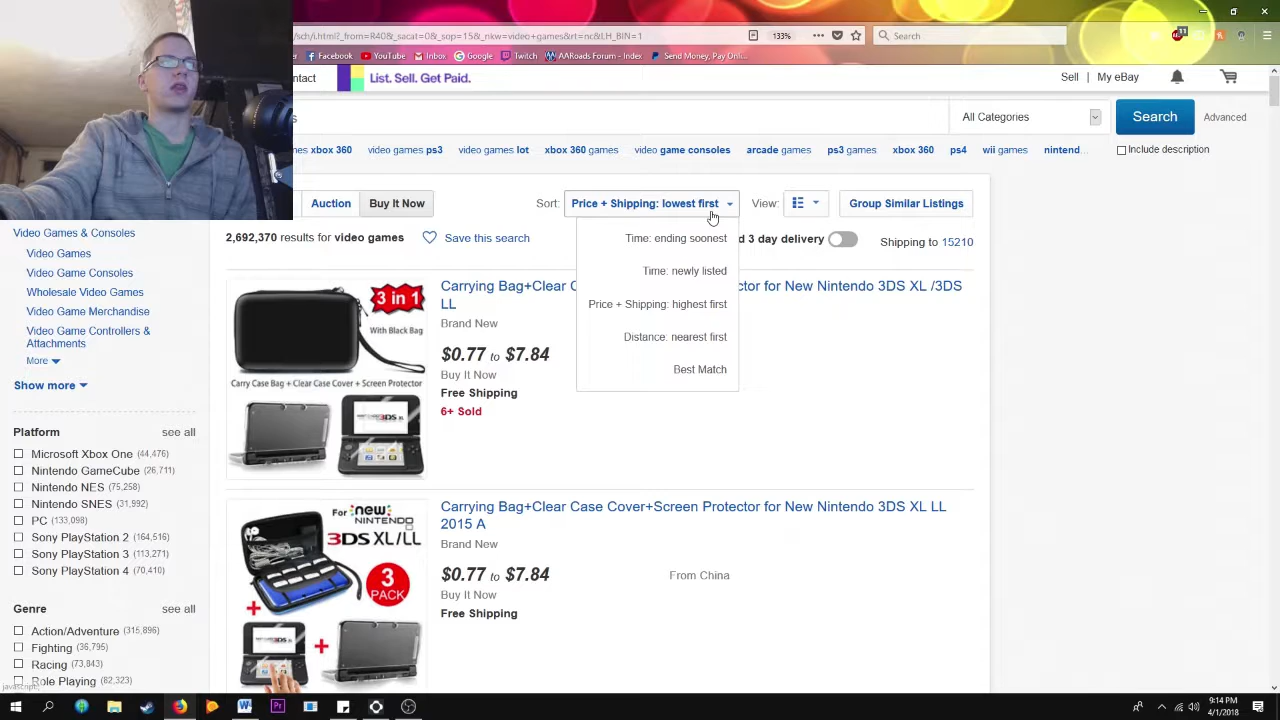 /sch/i.html?_from=R40&_sacat=0&_sop=15&_nkw=video+games&rt=nc&LH_BIN=1
133%
Search
11
Facebook
YouTube
Netflix
Google
Twitch
AARoads Forum - Index
Send Money, Pay Onli...
ntact
List. Sell. Get Paid.
Sell
My eBay
s
All Categories
Search
Advanced
es xbox 360
video games ps3
video games lot
xbox 360 games
video game consoles
arcade games
ps3 games
xbox 360
ps4
wii games
nintend...
Include description
Auction
Buy It Now
Sort:
Price + Shipping: lowest first
View:
Group Similar Listings
Time: ending soonest
Time: newly listed
Price + Shipping: highest first
Distance: nearest first
Best Match
2,692,370 results for video games
Save this search
d 3 day delivery
Shipping to 15210
Video Games & Consoles
Video Games
Video Game Consoles
Wholesale Video Games
Video Game Merchandise
Video Game Controllers &
Attachments
More
Show more
Platform
see all
Microsoft Xbox One (44,476)
Nintendo GameCube (26,711)
Nintendo NES (75,258)
Nintendo SNES (31,992)
PC (133,098)
Sony PlayStation 2 (164,516)
Sony PlayStation 3 (113,271)
Sony PlayStation 4 (70,410)
Genre
see all
Action/Adventure (315,896)
Fighting (36,795)
Racing (73,843)
Role Playing (82,323)
javascript:;
3 in 1
With Black Bag
Carry Case Bag + Clear Case Cover + Screen Protector
Carrying Bag+Clear C
tor for New Nintendo 3DS XL /3DS
LL
Brand New
$0.77 to $7.84
Buy It Now
Free Shipping
6+ Sold
For new
NINTENDO
3DS XL/LL
3
PACK
Carrying Bag+Clear Case Cover+Screen Protector for New Nintendo 3DS XL LL
2015 A
Brand New
$0.77 to $7.84
From China
Buy It Now
Free Shipping
9:14 PM
4/1/2018